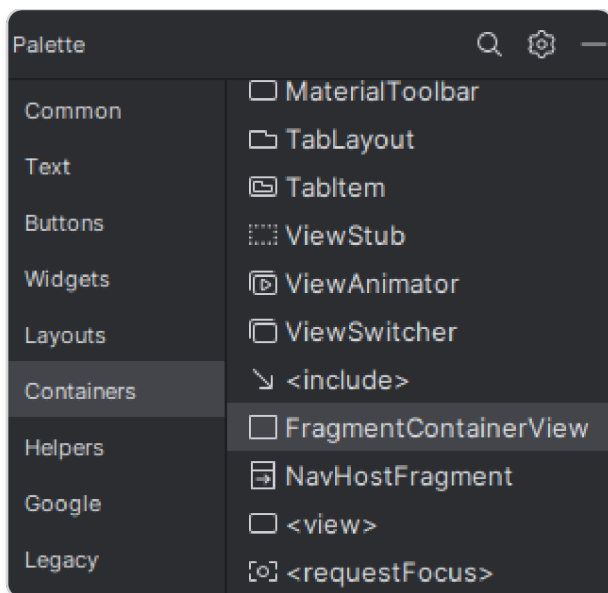 Palette
Common
Text
Buttons
Widgets
Layouts
Containers
Helpers
Google
Legacy
MaterialToolbar
TabLayout
TabItem
ViewStub
ViewAnimator
ViewSwitcher
<include>
FragmentContainerView
NavHostFragment
<view>
<requestFocus>